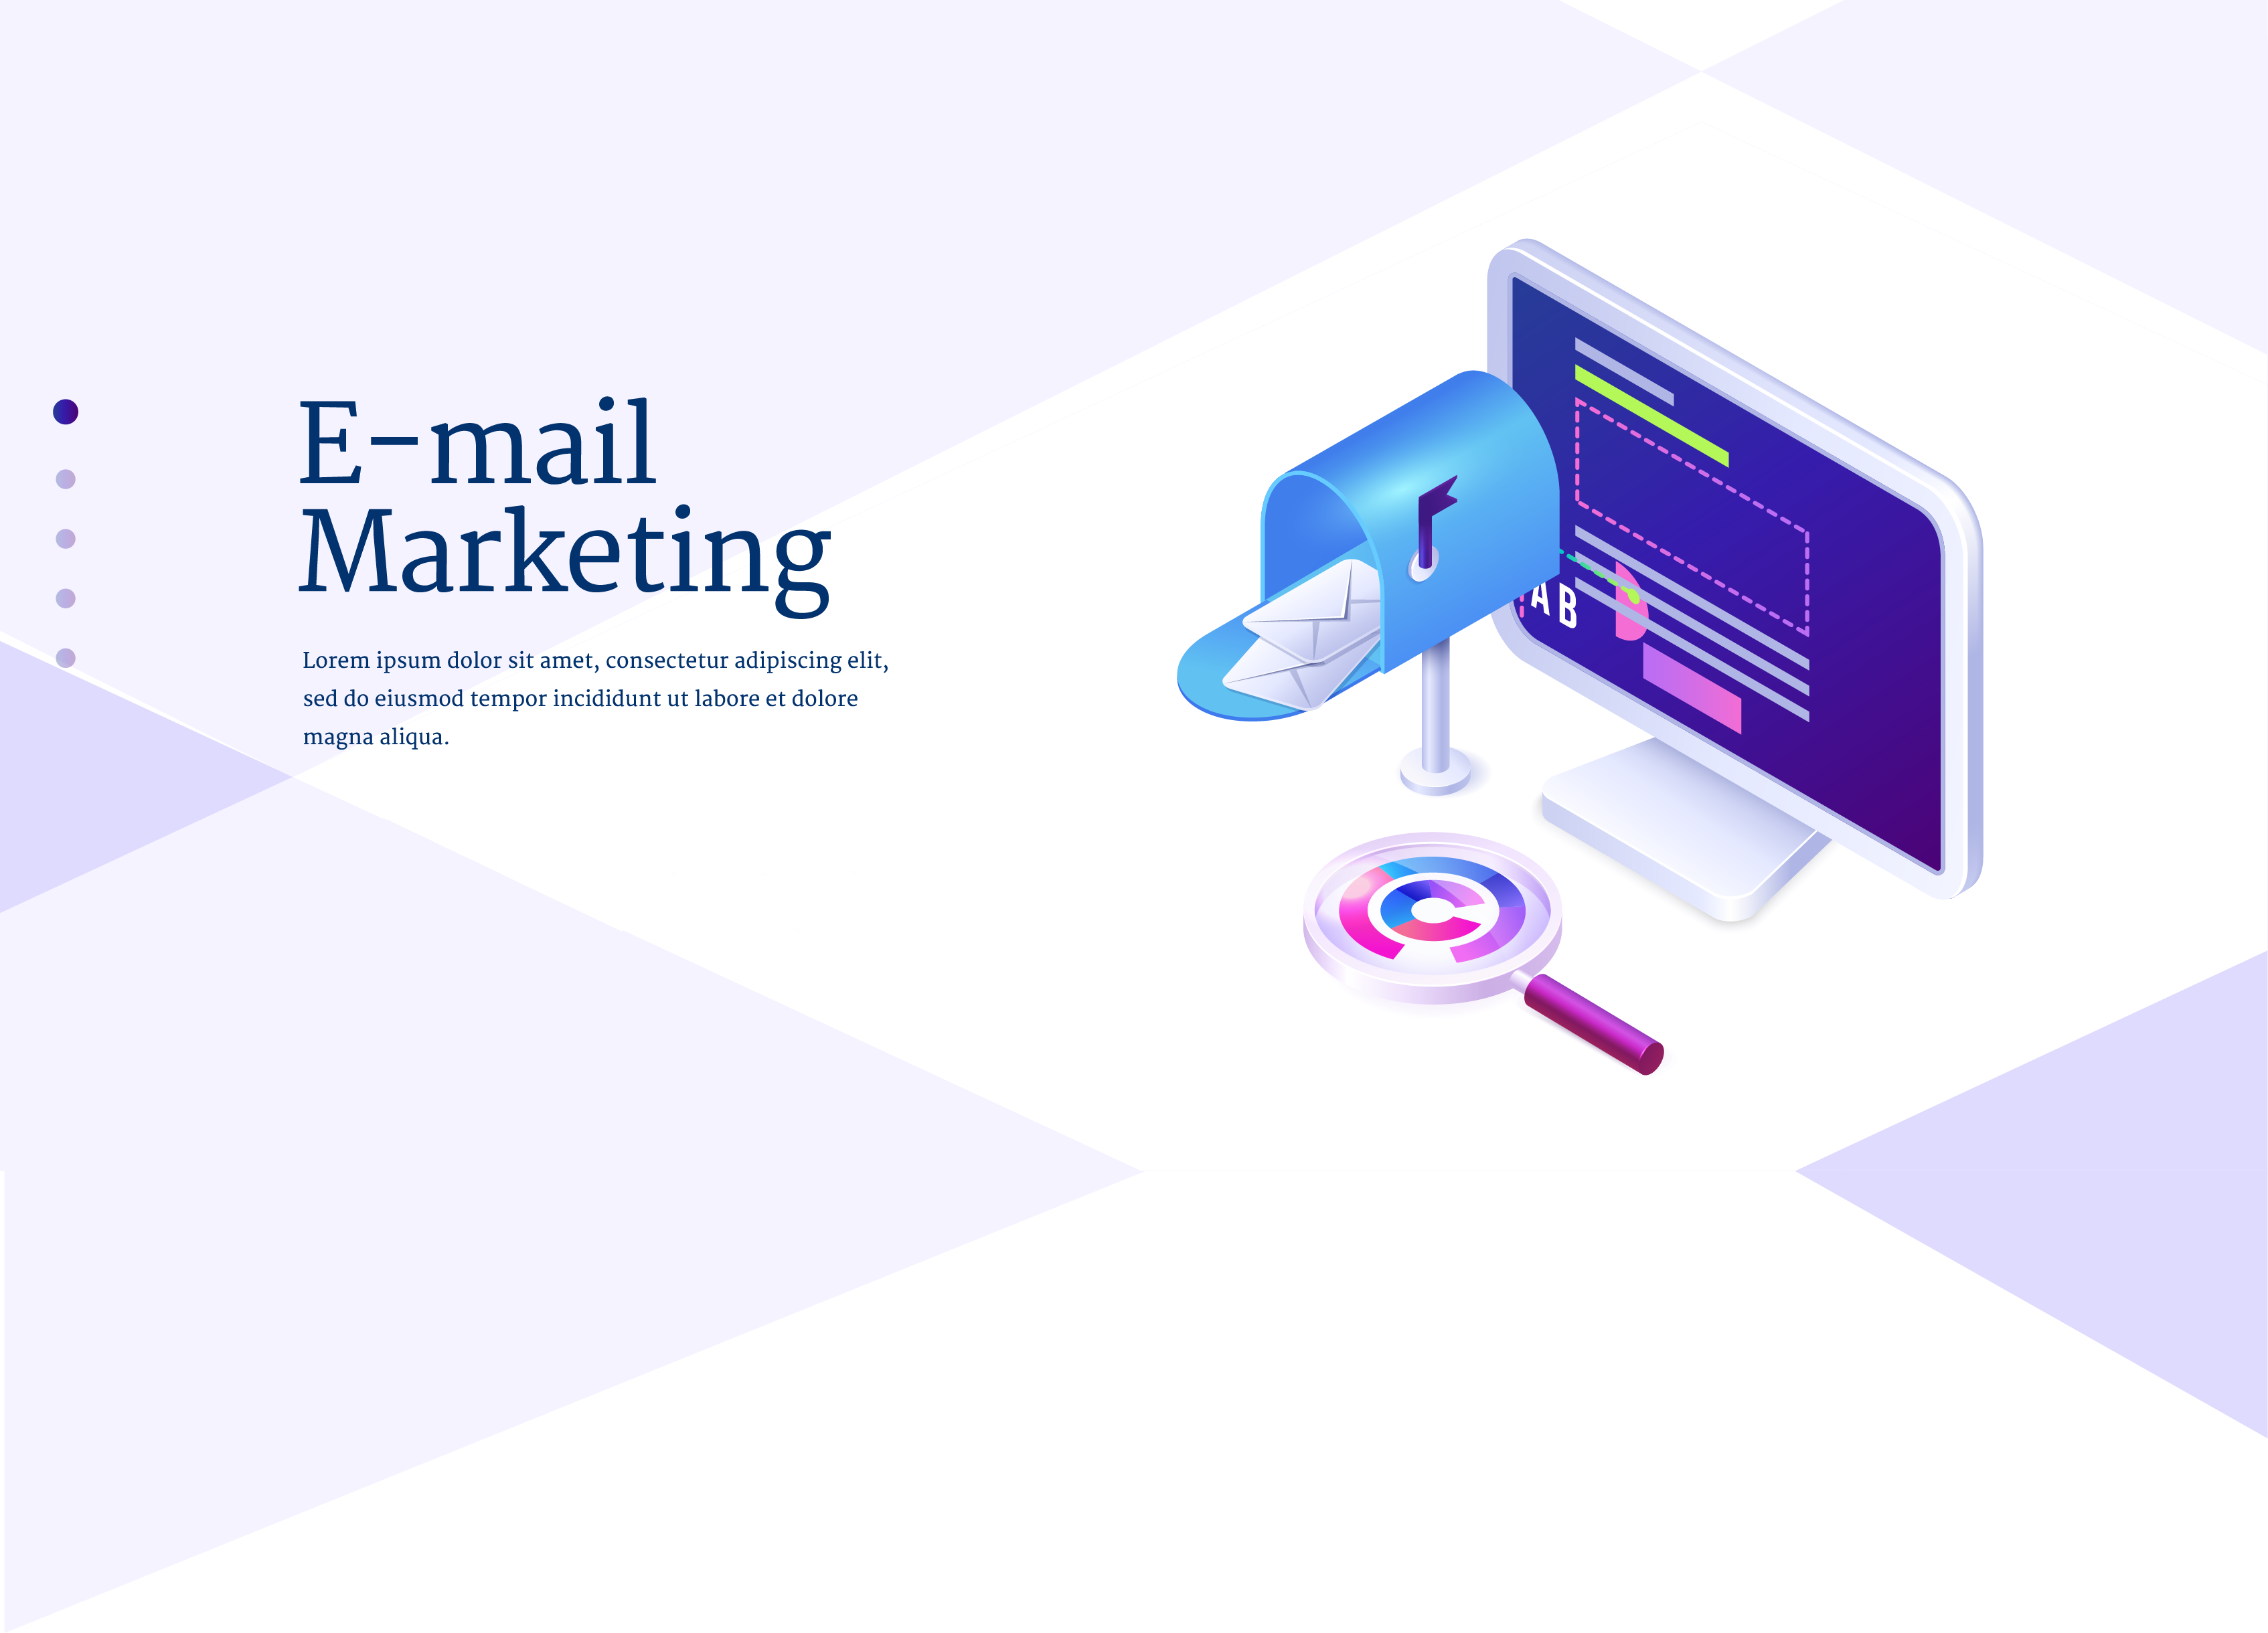 E-mail
Marketing
Lorem ipsum dolor sit amet, consectetur adipiscing elit,
sed do eiusmod tempor incididunt ut labore et dolore
magna aliqua.
AB